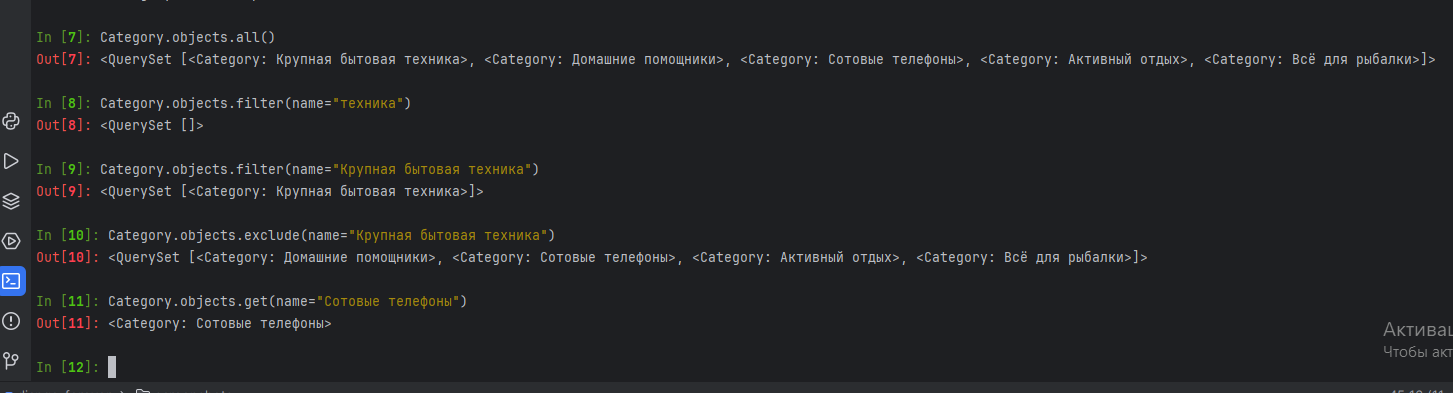 In [7]: Category.objects.all()
Out[7]: <QuerySet [<Category: Крупная бытовая техника>, <Category: Домашние помощники>, <Category: Сотовые телефоны>, <Category: Активный отдых>, <Category: Всё для рыбалки>]>
In [8]: Category.objects.filter(name="техника")
Out[8]: <QuerySet []>
In [9]: Category.objects.filter(name="Крупная бытовая техника")
Out[9]: <QuerySet [<Category: Крупная бытовая техника>]>
In [10]: Category.objects.exclude(name="Крупная бытовая техника")
Out[10]: <QuerySet [<Category: Домашние помощники>, <Category: Сотовые телефоны>, <Category: Активный отдых>, <Category: Всё для рыбалки>]>
In [11]: Category.objects.get(name="Сотовые телефоны")
Out[11]: <Category: Сотовые телефоны>
Активац
Чтобы акт
In [12]: